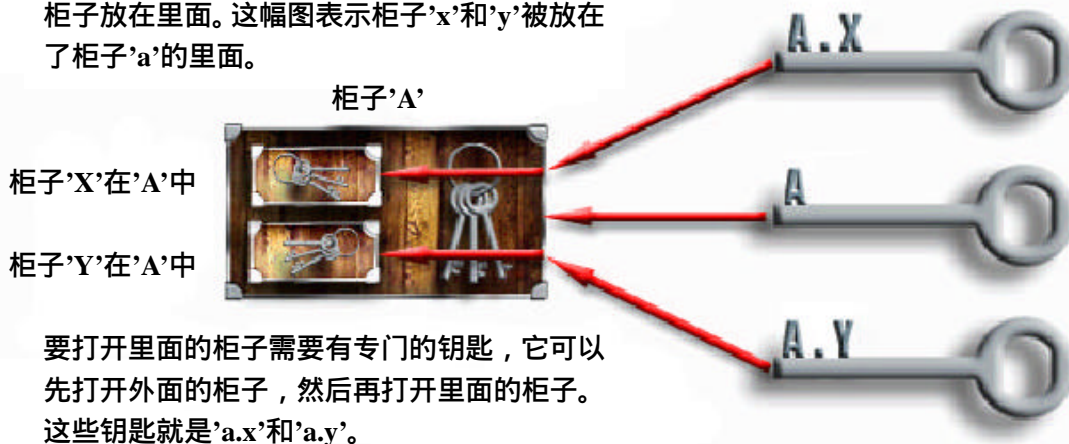 柜子放在里面。这幅图表示柜子’x’和’y’被放在
了柜子’a’的里面。
柜子’A’
柜子’X’在’A’中
柜子’Y’在’A’中
A.X
A
A.Y
要打开里面的柜子需要有专门的钥匙，它可以
先打开外面的柜子，然后再打开里面的柜子。
这些钥匙就是’a.x’和’a.y’。